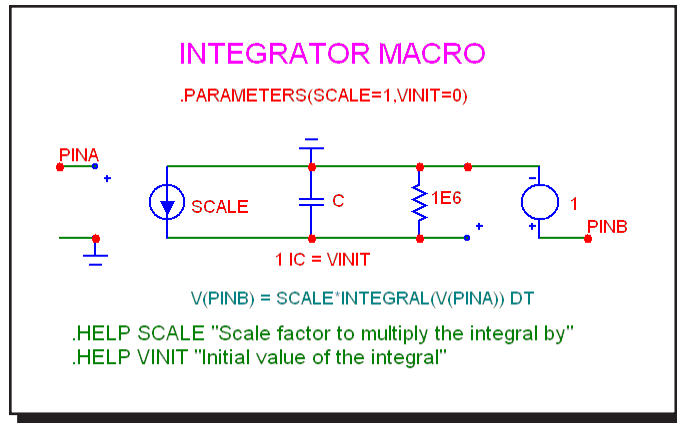 INTEGRATOR MACRO
.PARAMETERS(SCALE=1,VINIT=0)
PINA
+
SCALE
C
1E6
-
1
+
+
PINB
1 IC = VINIT
V(PINB) = SCALE*INTEGRAL(V(PINA)) DT
.HELP SCALE "Scale factor to multiply the integral by"
.HELP VINIT "Initial value of the integral"